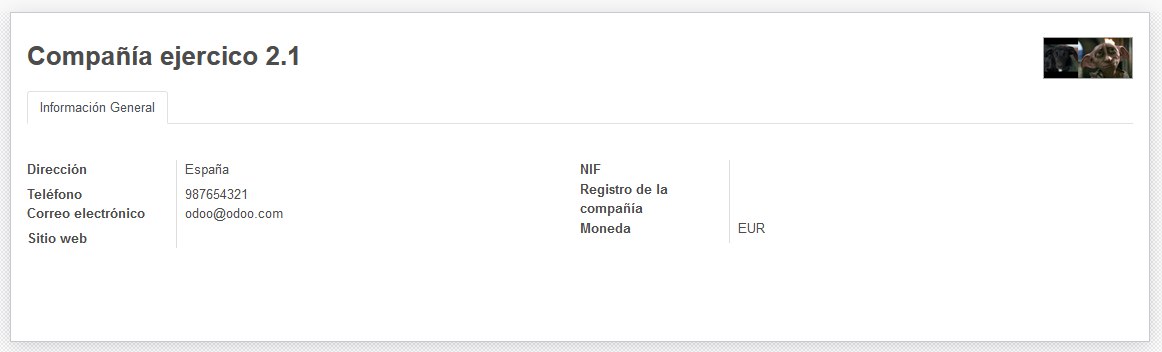 Compañía ejercico 2.1
Información General
Dirección España
Teléfono 987654321
Correo electrónico odoo@odoo.com
Sitio web
NIF
Registro de la
compañía
Moneda EUR